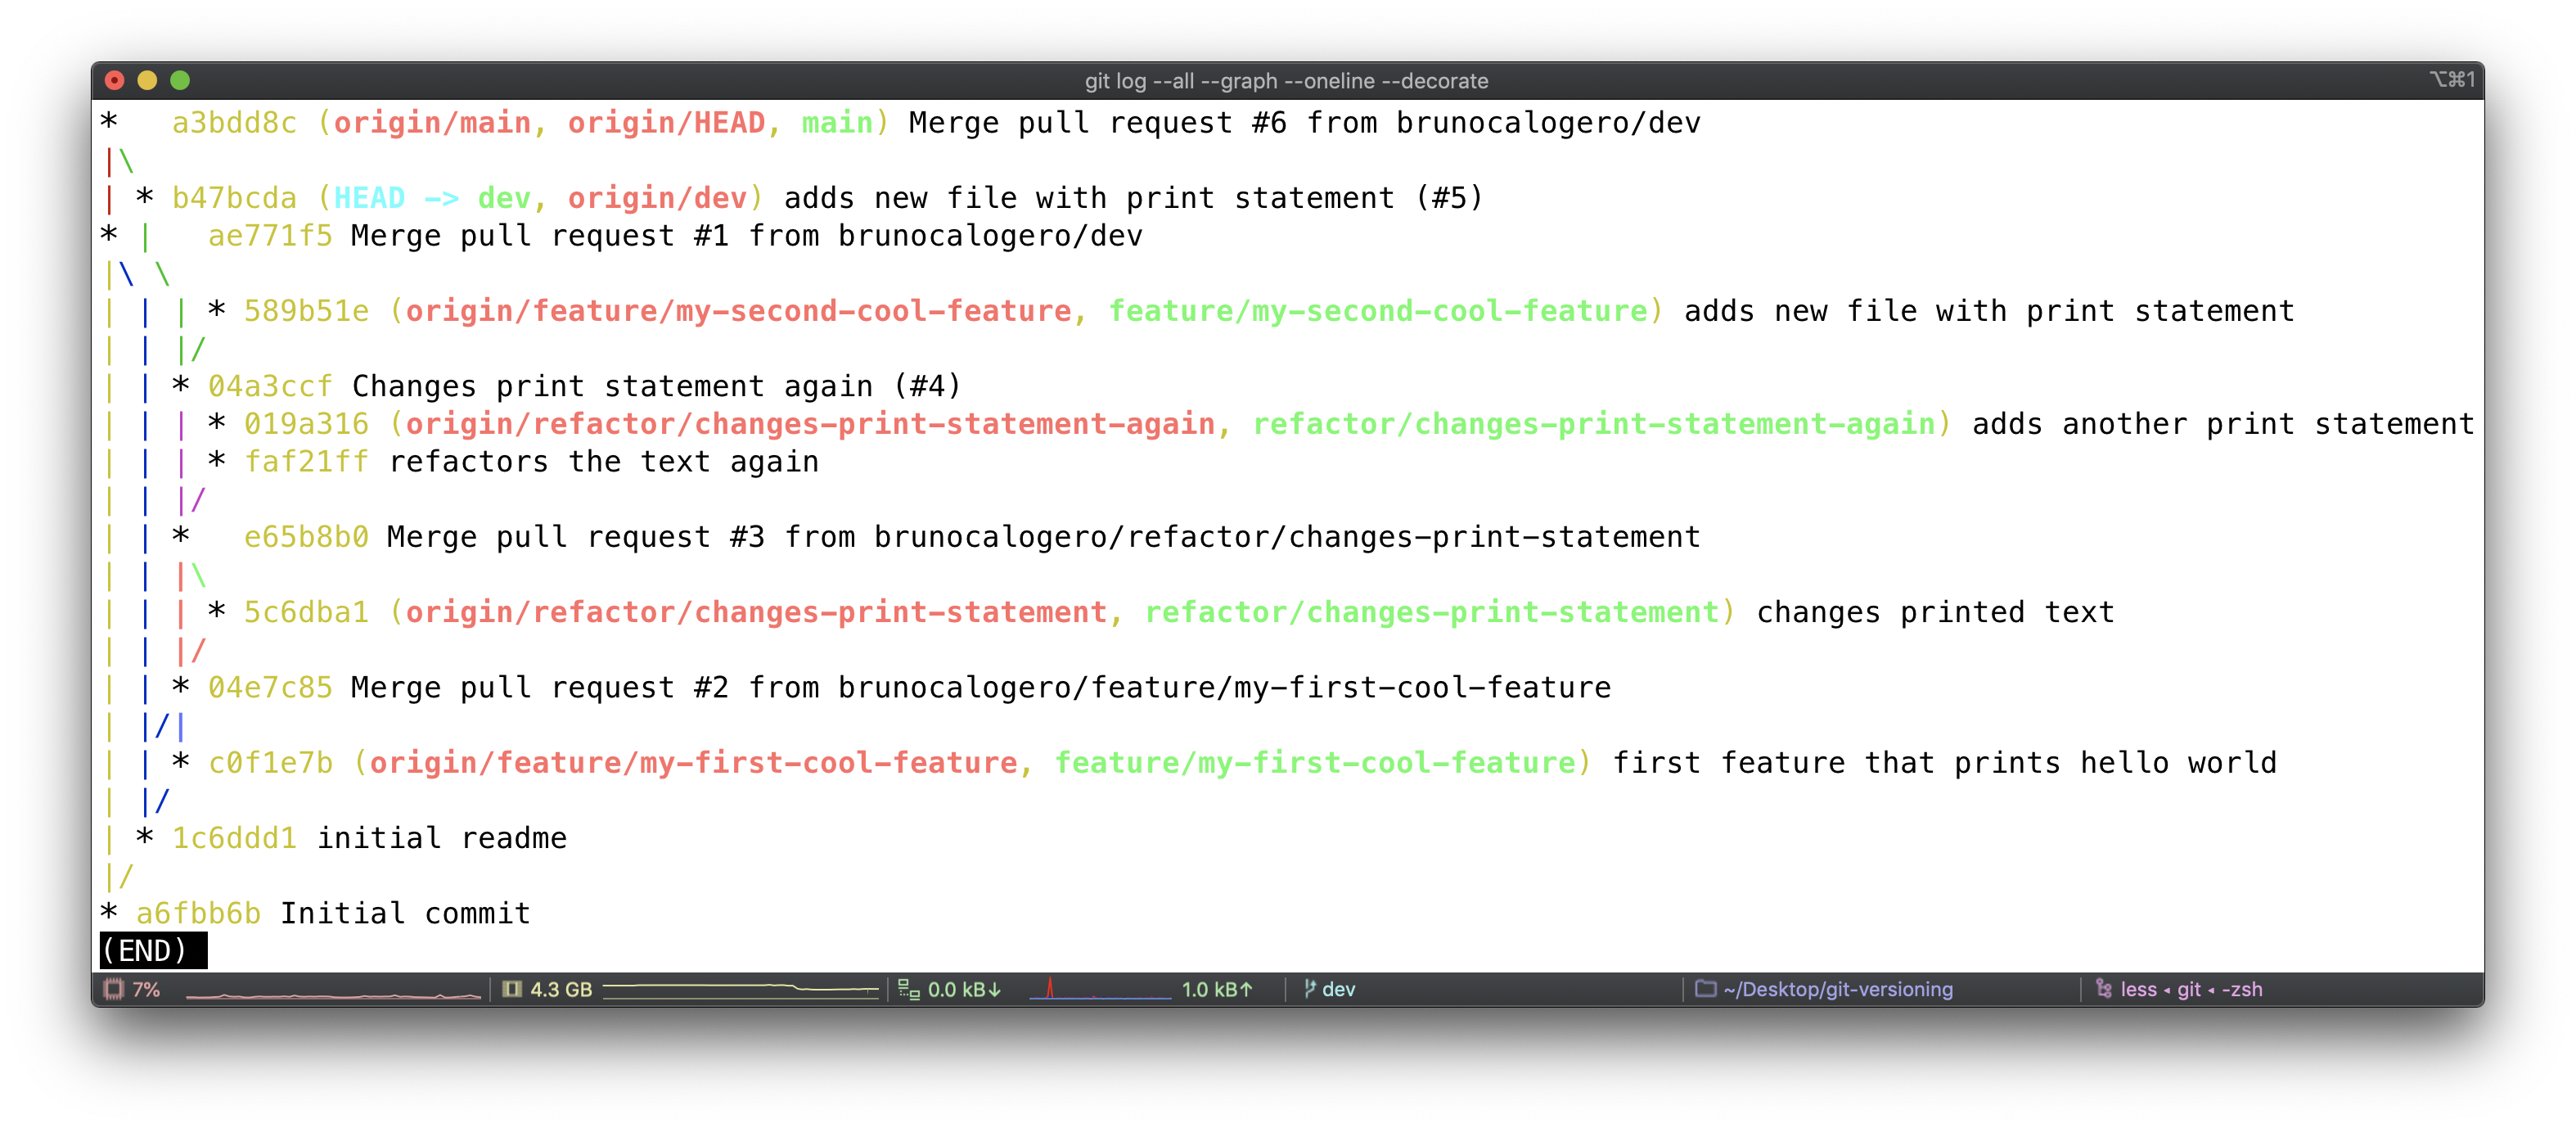 git log --all --graph --oneline --decorate
⌥⌘1
*   a3bdd8c (origin/main, origin/HEAD, main) Merge pull request #6 from brunocalogero/dev
|\
| * b47bcda (HEAD -> dev, origin/dev) adds new file with print statement (#5)
* |   ae771f5 Merge pull request #1 from brunocalogero/dev
|\ \
| | | * 589b51e (origin/feature/my-second-cool-feature, feature/my-second-cool-feature) adds new file with print statement
| | |/
| | * 04a3ccf Changes print statement again (#4)
| | | * 019a316 (origin/refactor/changes-print-statement-again, refactor/changes-print-statement-again) adds another print statement
| | | * faf21ff refactors the text again
| | |/
| | *   e65b8b0 Merge pull request #3 from brunocalogero/refactor/changes-print-statement
| | |\
| | | * 5c6dba1 (origin/refactor/changes-print-statement, refactor/changes-print-statement) changes printed text
| | |/
| | * 04e7c85 Merge pull request #2 from brunocalogero/feature/my-first-cool-feature
| |/|
| | * c0f1e7b (origin/feature/my-first-cool-feature, feature/my-first-cool-feature) first feature that prints hello world
| |/
| * 1c6ddd1 initial readme
|/
* a6fbb6b Initial commit
(END)
7% 4.3 GB 0.0 kB↓ 1.0 kB↑ dev ~/Desktop/git-versioning less ◂ git ◂ -zsh